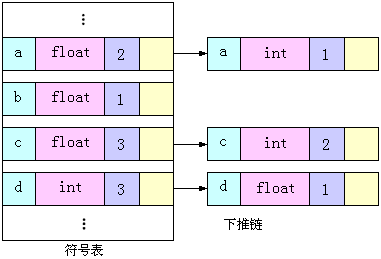 ⋮
a float 2 a int 1
b float 1
c float 3 c int 2
d int 3 d float 1
⋮
下推链
符号表